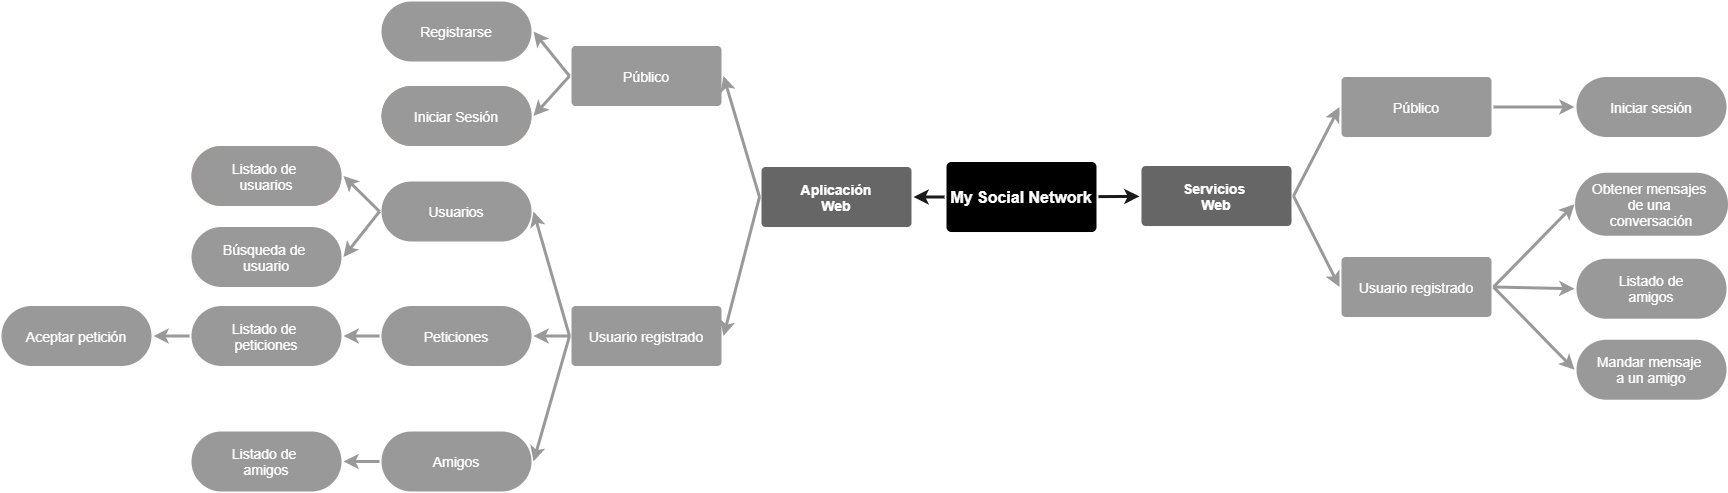 Registrarse
Público
Iniciar Sesión
Listado de
usuarios
Usuarios
Búsqueda de
usuario
Aceptar petición
Listado de
peticiones
Peticiones
Usuario registrado
Listado de
amigos
Amigos
Aplicación
Web
My Social Network
Servicios
Web
Público
Iniciar sesión
Usuario registrado
Obtener mensajes
de una
conversación
Listado de
amigos
Mandar mensaje
a un amigo